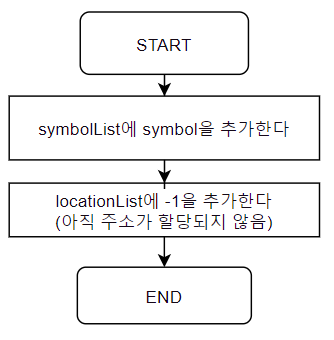 START
symbolList에 symbol을 추가한다
locationList에 -1을 추가한다
(아직 주소가 할당되지 않음)
END